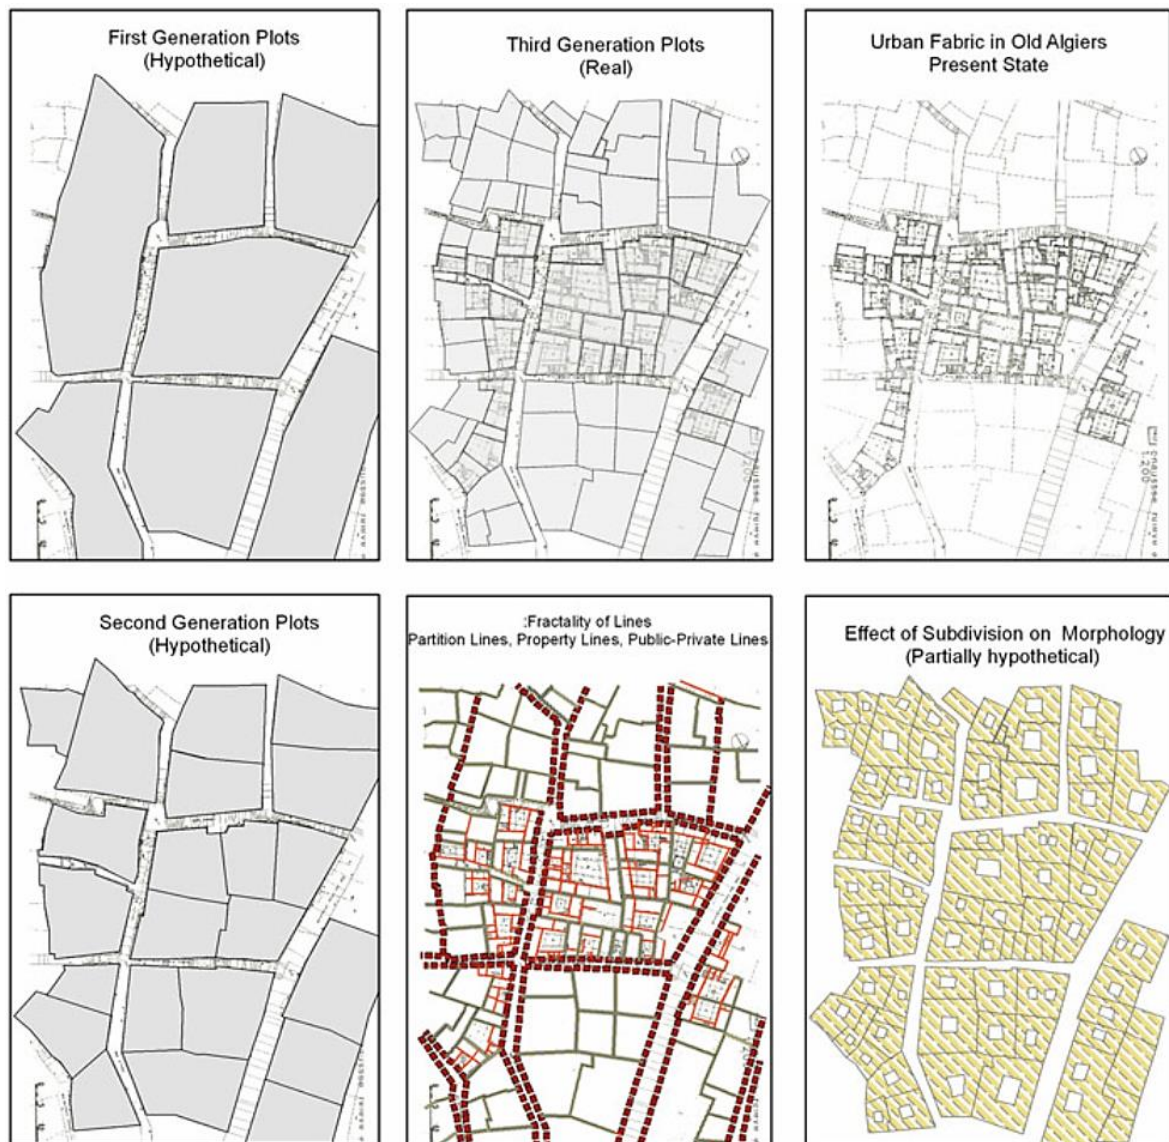 First Generation Plots
(Hypothetical)
Third Generation Plots
(Real)
Urban Fabric in Old Algiers
Present State
Second Generation Plots
(Hypothetical)
:Fractality of Lines
Partition Lines, Property Lines, Public-Private Lines
Effect of Subdivision on Morphology
(Partially hypothetical)